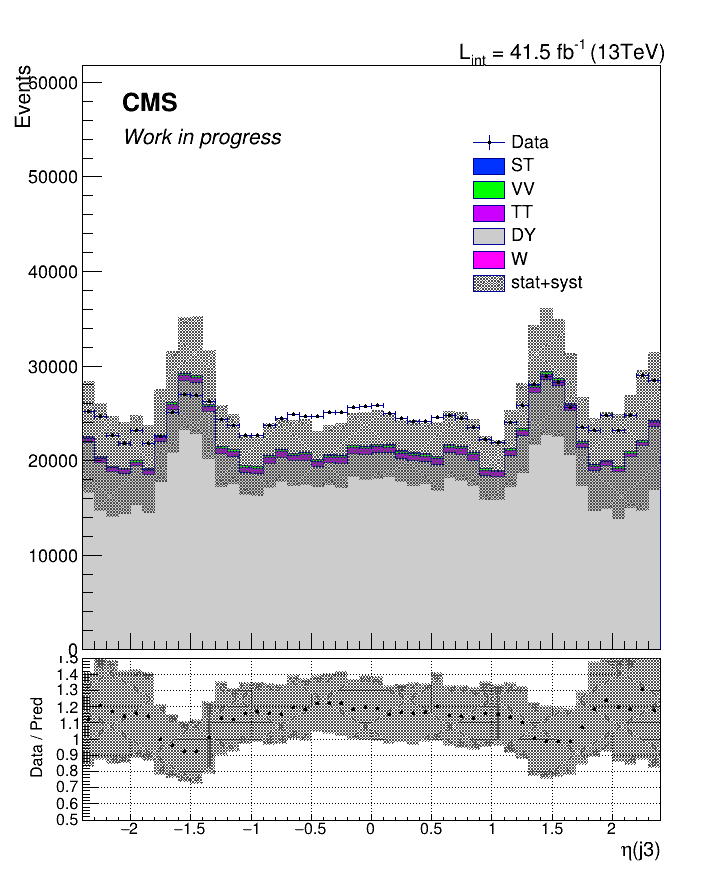 L_int = 41.5 fb^-1 (13TeV)
Events
CMS
Work in progress
Data
ST
VV
TT
DY
W
stat+syst
60000
50000
40000
30000
20000
10000
0
Data / Pred
1.5
1.4
1.3
1.2
1.1
1
0.9
0.8
0.7
0.6
0.5
−2 −1.5 −1 −0.5 0 0.5 1 1.5 2
η(j3)